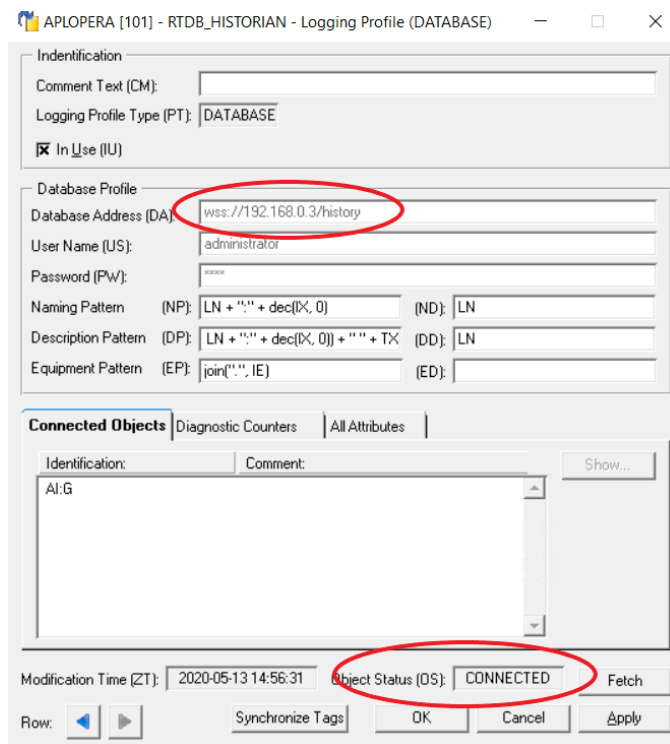 APLOPERA [101] - RTDB_HISTORIAN - Logging Profile (DATABASE)
Indentification
Comment Text (CM):
Logging Profile Type (PT): DATABASE
In Use (IU)
Database Profile
Database Address (DA): wss://192.168.0.3/history
User Name (US): administrator
Password (PW): ****
Naming Pattern (NP): LN + ":" + dec(IX, 0) (ND): LN
Description Pattern (DP): LN + ":" + dec(IX, 0)) + " " + TX (DD): LN
Equipment Pattern (EP): join(".", IE) (ED):
Connected Objects Diagnostic Counters All Attributes
Identification: Comment: Show...
AI:G
Modification Time (ZT): 2020-05-13 14:56:31 Object Status (OS): CONNECTED Fetch
Row: Synchronize Tags OK Cancel Apply